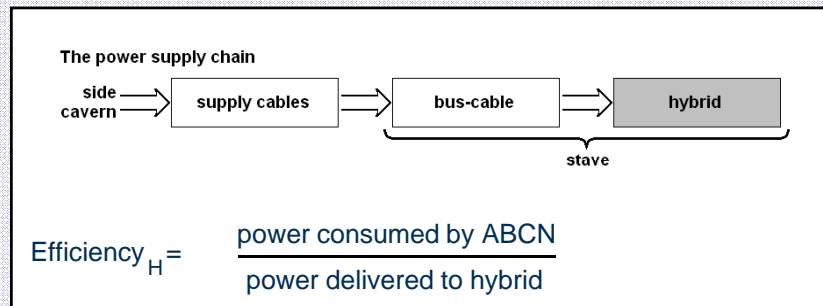 The power supply chain
side
cavern
supply cables
bus-cable
hybrid
stave
Efficiency H = power consumed by ABCN
power delivered to hybrid